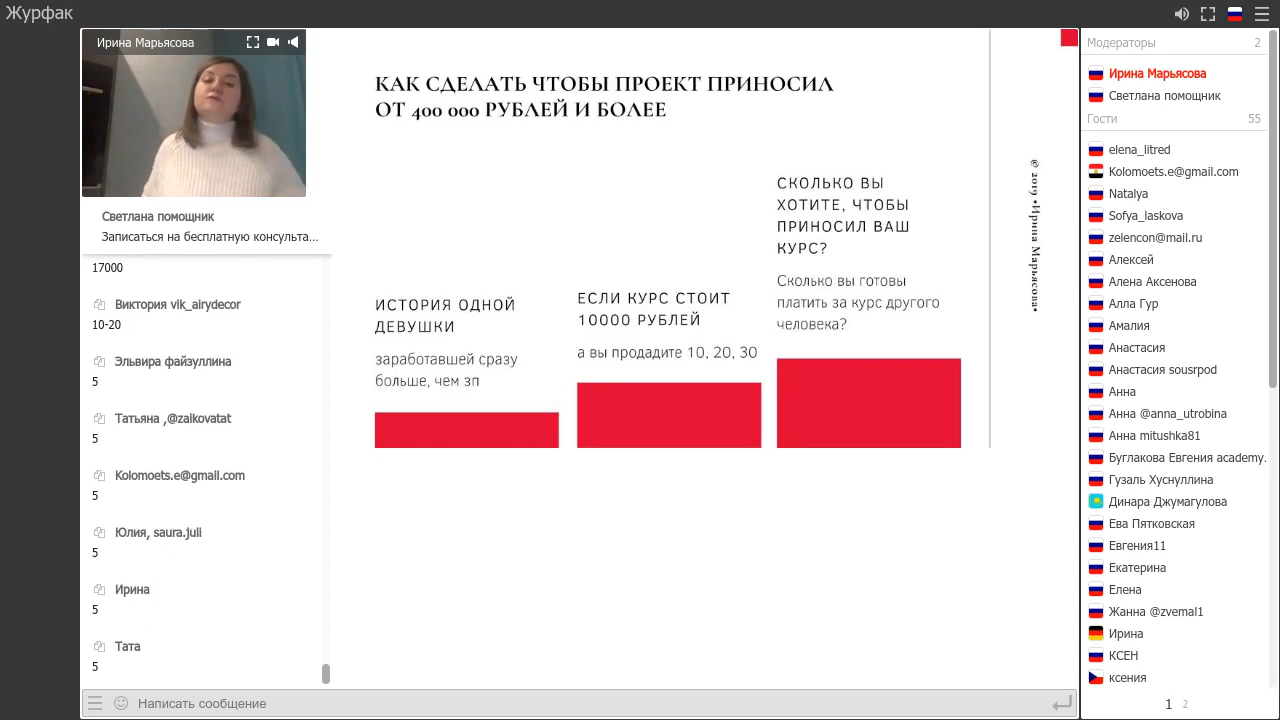 Журфак
Ирина Марьясова
Светлана помощник
Записаться на бесплатную консульта...
17000
Виктория vik_airydecor
10-20
Эльвира файзуллина
5
Татьяна ,@zaikovatat
5
Kolomoets.e@gmail.com
5
Юлия, saura.juli
5
Ирина
5
Тата
5
Написать сообщение
КАК СДЕЛАТЬ ЧТОБЫ ПРОЕКТ ПРИНОСИЛ
ОТ 400 000 РУБЛЕЙ И БОЛЕЕ
ИСТОРИЯ ОДНОЙ
ДЕВУШКИ
заработавшей сразу
больше, чем зп
ЕСЛИ КУРС СТОИТ
10000 РУБЛЕЙ
а вы продадите 10, 20, 30
СКОЛЬКО ВЫ
ХОТИТЕ, ЧТОБЫ
ПРИНОСИЛ ВАШ
КУРС?
Сколько вы готовы
платить за курс другого
человека?
@ 2019 •Ирина Марьясова•
Модераторы 2
Ирина Марьясова
Светлана помощник
Гости 55
elena_litred
Kolomoets.e@gmail.com
Natalya
Sofya_laskova
zelencon@mail.ru
Алексей
Алена Аксенова
Алла Гур
Амалия
Анастасия
Анастасия sousrpod
Анна
Анна @anna_utrobina
Анна mitushka81
Буглакова Евгения academy.
Гузаль Хуснуллина
Динара Джумагулова
Ева Пятковская
Евгения11
Екатерина
Елена
Жанна @zvemal1
Ирина
КСЕН
ксения
1 2